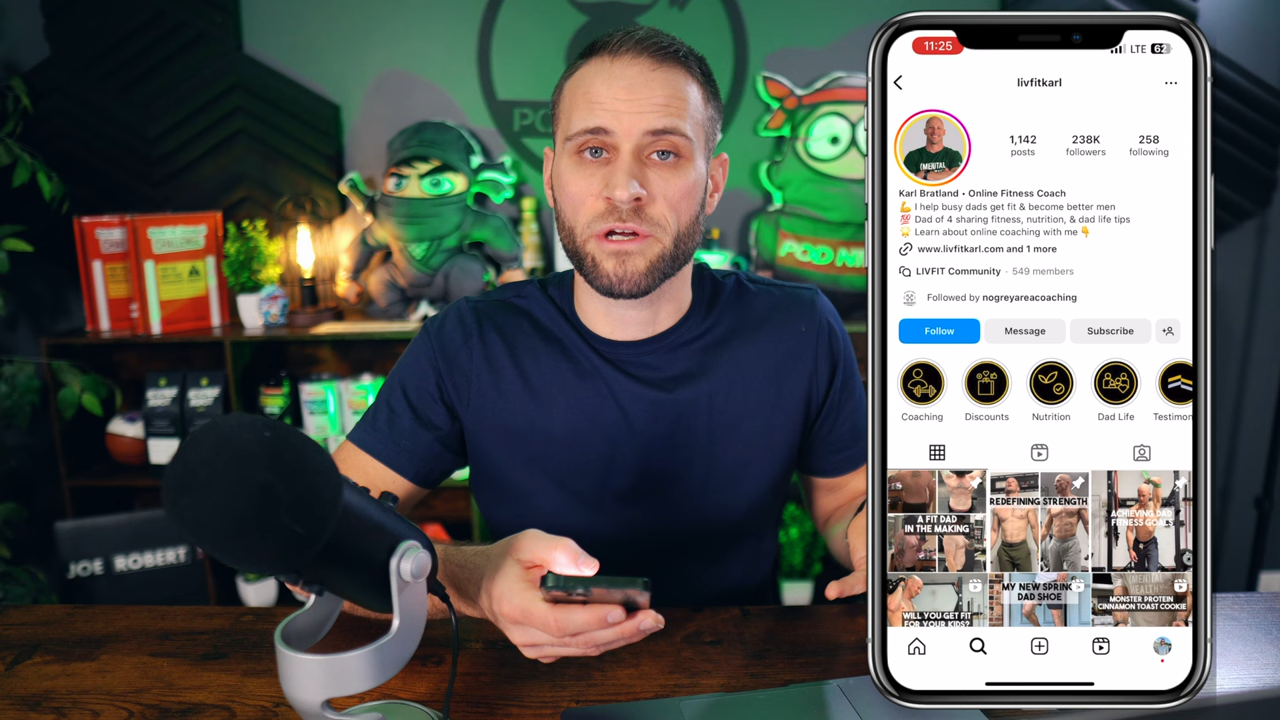 11:25
LTE 62
livfitkarl
1,142
posts
238K
followers
258
following
Karl Bratland • Online Fitness Coach
💪 I help busy dads get fit & become better men
💯 Dad of 4 sharing fitness, nutrition, & dad life tips
🌟 Learn about online coaching with me 👇
www.livfitkarl.com and 1 more
LIVFIT Community · 549 members
Followed by nogreyareacoaching
Follow
Message
Subscribe
Coaching
Discounts
Nutrition
Dad Life
Testimon
A FIT DAD
IN THE MAKING
REDEFINING STRENGTH
ACHIEVING DAD
FITNESS GOALS
WILL YOU GET FIT
FOR YOUR KIDS?
MY NEW SPRING
DAD SHOE
MONSTER PROTEIN
CINNAMON TOAST COOKIE
POD NI
JOE ROBERT